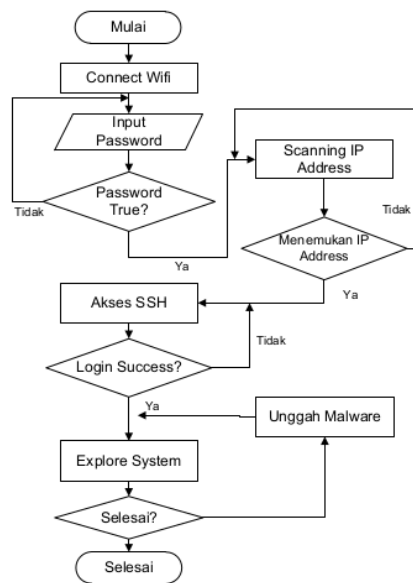 Mulai
Connect Wifi
Input
Password
Password
True?
Tidak
Ya
Scanning IP
Address
Menemukan IP
Address
Tidak
Ya
Akses SSH
Login Success?
Tidak
Ya
Unggah Malware
Explore System
Selesai?
Selesai